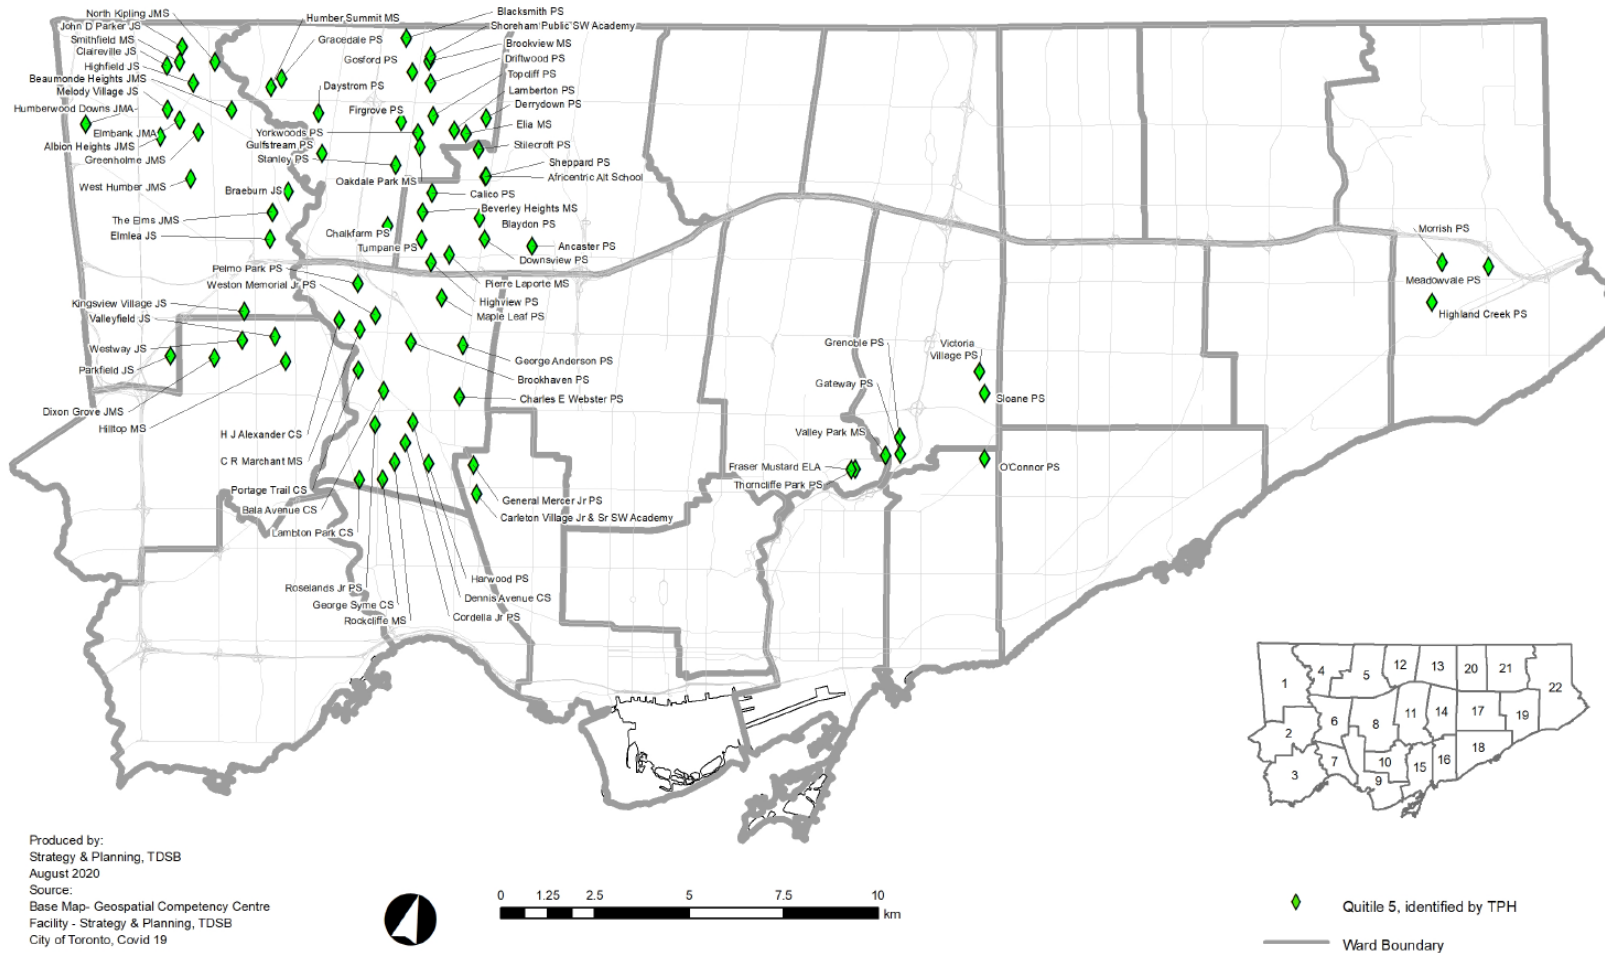 North Kipling JMS
John D Parker JS
Smithfield MS
Claireville JS
Highfield JS
Beaumonde Heights JMS
Melody Village JS
Humberwood Downs JMA
Elmbank JMA
Albion Heights JMS
Greenholme JMS
West Humber JMS
The Elms JMS
Elmlea JS
Braeburn JS
Humber Summit MS
Gracedale PS
Daystrom PS
Gosford PS
Firgrove PS
Yorkwoods PS
Gulfstream PS
Stanley PS
Oakdale Park MS
Blacksmith PS
Shoreham Public SW Academy
Brookview MS
Driftwood PS
Topcliff PS
Lamberton PS
Derrydown PS
Elia MS
Stilecroft PS
Sheppard PS
Africentric Alt School
Calico PS
Beverley Heights MS
Blaydon PS
Chalkfarm PS
Tumpane PS
Ancaster PS
Downsview PS
Pelmo Park PS
Weston Memorial Jr PS
Pierre Laporte MS
Highview PS
Maple Leaf PS
Kingsview Village JS
Valleyfield JS
Westway JS
Parkfield JS
Dixon Grove JMS
Hilltop MS
George Anderson PS
Brookhaven PS
Charles E Webster PS
H J Alexander CS
C R Marchant MS
Portage Trail CS
Bala Avenue CS
Lambton Park CS
General Mercer Jr PS
Carleton Village Jr & Sr SW Academy
Roselands Jr PS
George Syme CS
Rockcliffe MS
Harwood PS
Dennis Avenue CS
Cordella Jr PS
Grenoble PS
Gateway PS
Valley Park MS
Fraser Mustard ELA
Thorncliffe Park PS
Victoria
Village PS
Sloane PS
O'Connor PS
Morrish PS
Meadowvale PS
Highland Creek PS
1
2
3
4
5
6
7
8
9
10
11
12
13
14
15
16
17
18
19
20
21
22
Produced by:
Strategy & Planning, TDSB
August 2020
Source:
Base Map- Geospatial Competency Centre
Facility - Strategy & Planning, TDSB
City of Toronto, Covid 19
0 1.25 2.5 5 7.5 10
km
Quitile 5, identified by TPH
Ward Boundary